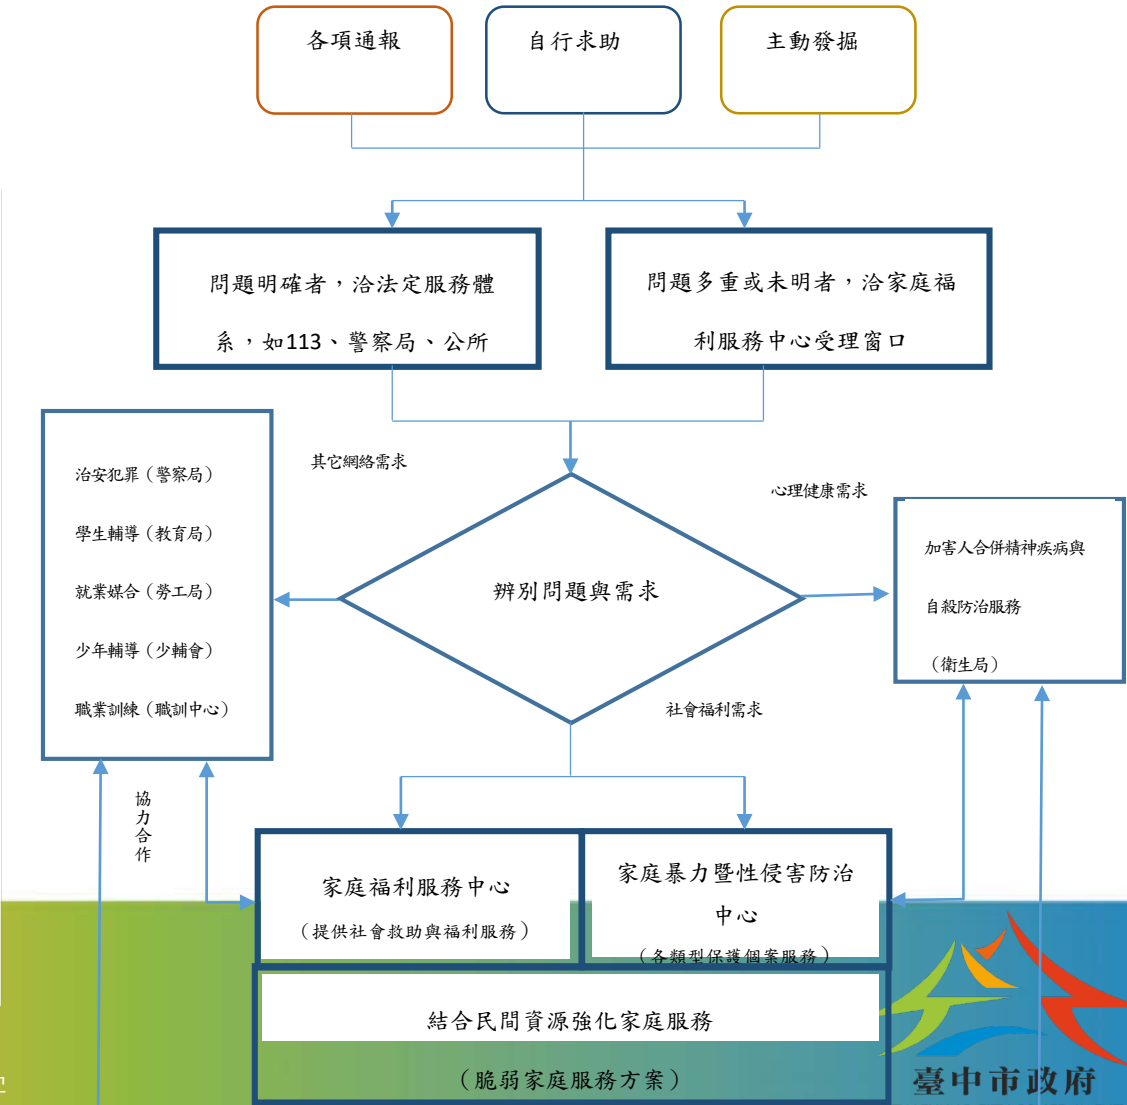 各項通報
自行求助
主動發掘
問題明確者，洽法定服務體
系，如113、警察局、公所
問題多重或未明者，洽家庭福
利服務中心受理窗口
其它網絡需求
心理健康需求
治安犯罪（警察局）
學生輔導（教育局）
就業媒合（勞工局）
少年輔導（少輔會）
職業訓練（職訓中心）
辨別問題與需求
加害人合併精神疾病與
自殺防治服務
（衛生局）
社會福利需求
協力合作
家庭福利服務中心
（提供社會救助與福利服務）
家庭暴力暨性侵害防治
中心
（各類型保護個案服務）
結合民間資源強化家庭服務
（脆弱家庭服務方案）
臺中市政府